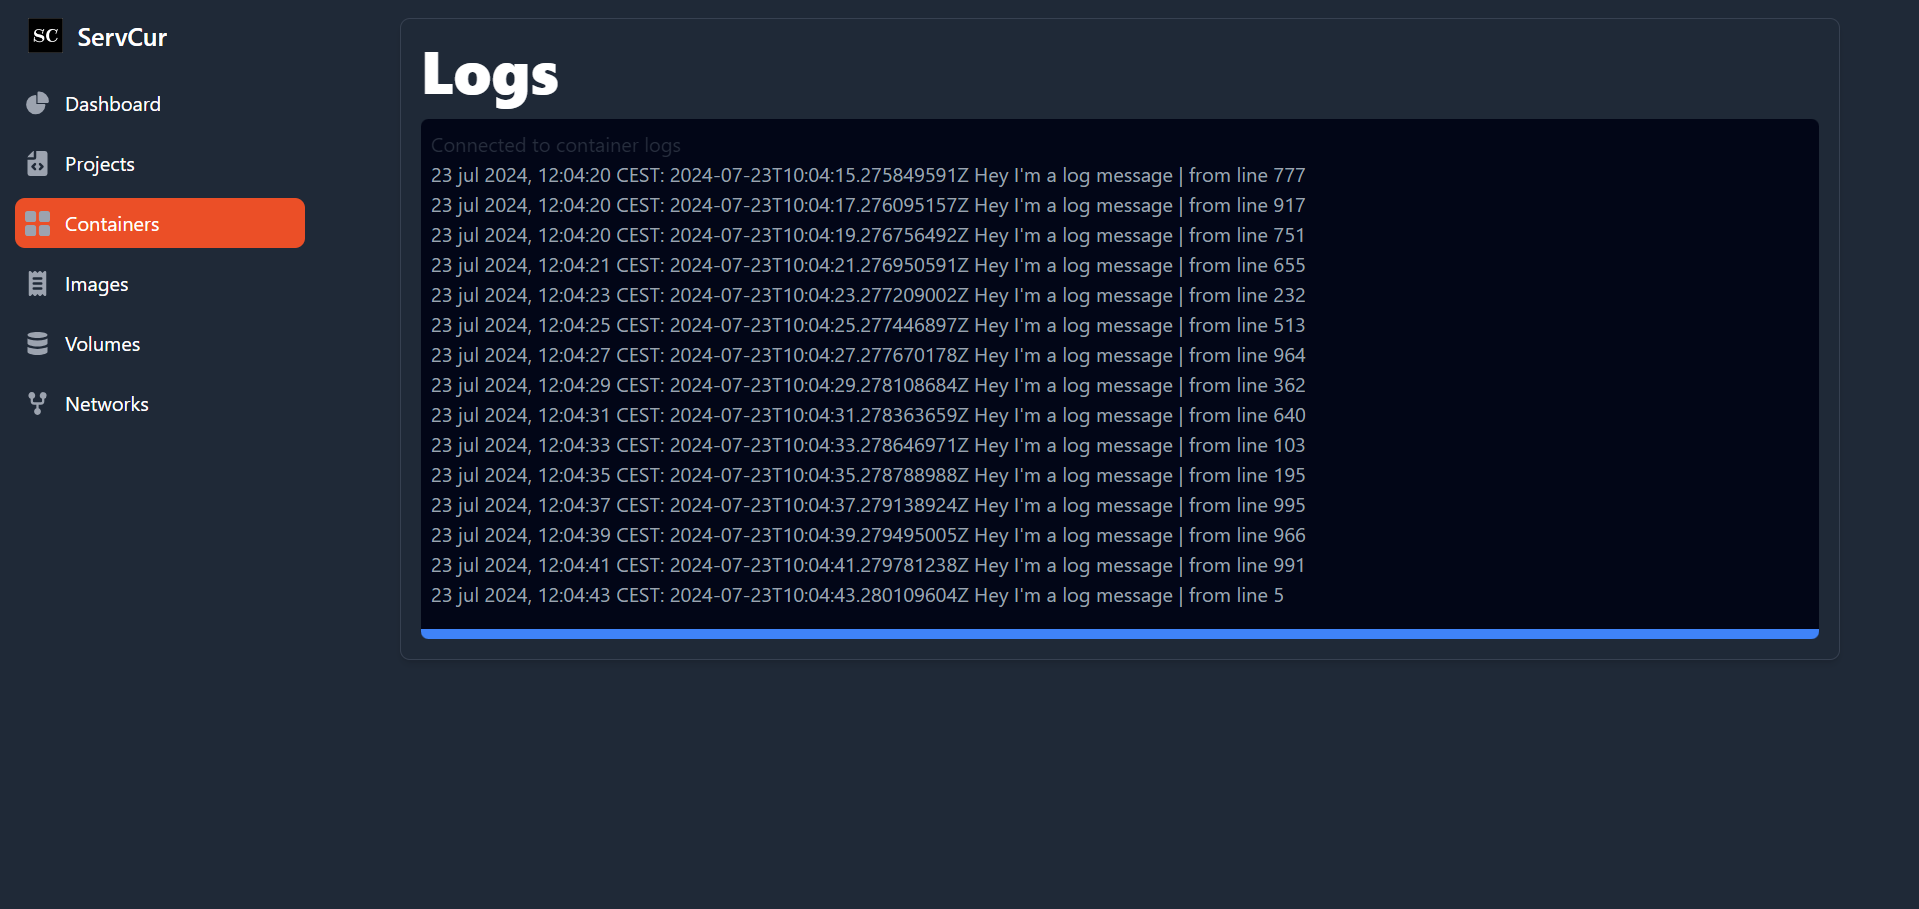 SC ServCur
Dashboard
Projects
Containers
Images
Volumes
Networks
Logs
Connected to container logs
23 jul 2024, 12:04:20 CEST: 2024-07-23T10:04:15.275849591Z Hey I'm a log message | from line 777
23 jul 2024, 12:04:20 CEST: 2024-07-23T10:04:17.276095157Z Hey I'm a log message | from line 917
23 jul 2024, 12:04:20 CEST: 2024-07-23T10:04:19.276756492Z Hey I'm a log message | from line 751
23 jul 2024, 12:04:21 CEST: 2024-07-23T10:04:21.276950591Z Hey I'm a log message | from line 655
23 jul 2024, 12:04:23 CEST: 2024-07-23T10:04:23.277209002Z Hey I'm a log message | from line 232
23 jul 2024, 12:04:25 CEST: 2024-07-23T10:04:25.277446897Z Hey I'm a log message | from line 513
23 jul 2024, 12:04:27 CEST: 2024-07-23T10:04:27.277670178Z Hey I'm a log message | from line 964
23 jul 2024, 12:04:29 CEST: 2024-07-23T10:04:29.278108684Z Hey I'm a log message | from line 362
23 jul 2024, 12:04:31 CEST: 2024-07-23T10:04:31.278363659Z Hey I'm a log message | from line 640
23 jul 2024, 12:04:33 CEST: 2024-07-23T10:04:33.278646971Z Hey I'm a log message | from line 103
23 jul 2024, 12:04:35 CEST: 2024-07-23T10:04:35.278788988Z Hey I'm a log message | from line 195
23 jul 2024, 12:04:37 CEST: 2024-07-23T10:04:37.279138924Z Hey I'm a log message | from line 995
23 jul 2024, 12:04:39 CEST: 2024-07-23T10:04:39.279495005Z Hey I'm a log message | from line 966
23 jul 2024, 12:04:41 CEST: 2024-07-23T10:04:41.279781238Z Hey I'm a log message | from line 991
23 jul 2024, 12:04:43 CEST: 2024-07-23T10:04:43.280109604Z Hey I'm a log message | from line 5